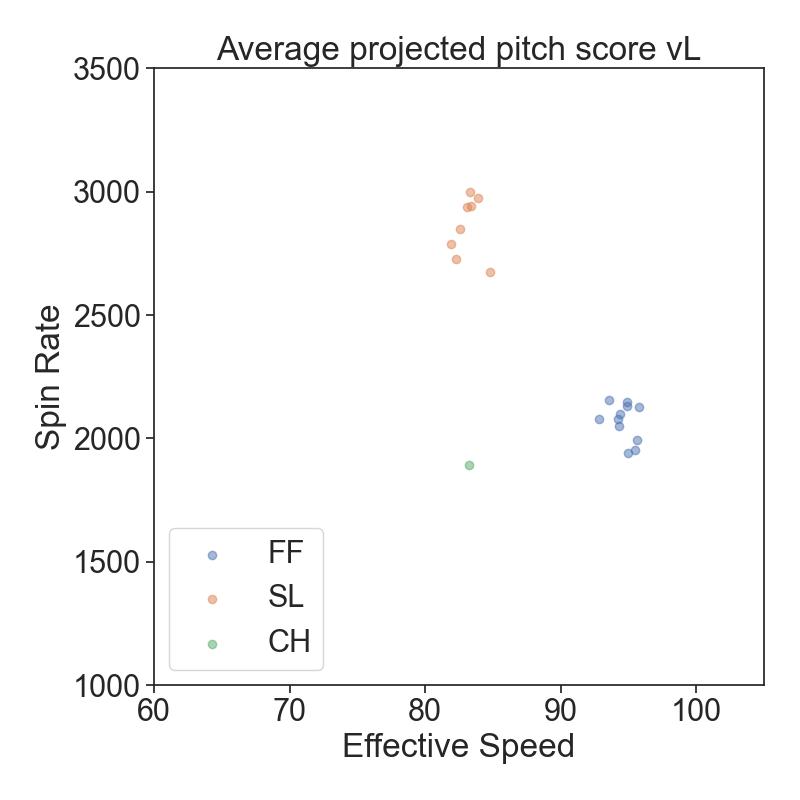 Average projected pitch score vL
3500
3000
2500
2000
1500
1000
Spin Rate
FF
SL
CH
60 70 80 90 100
Effective Speed